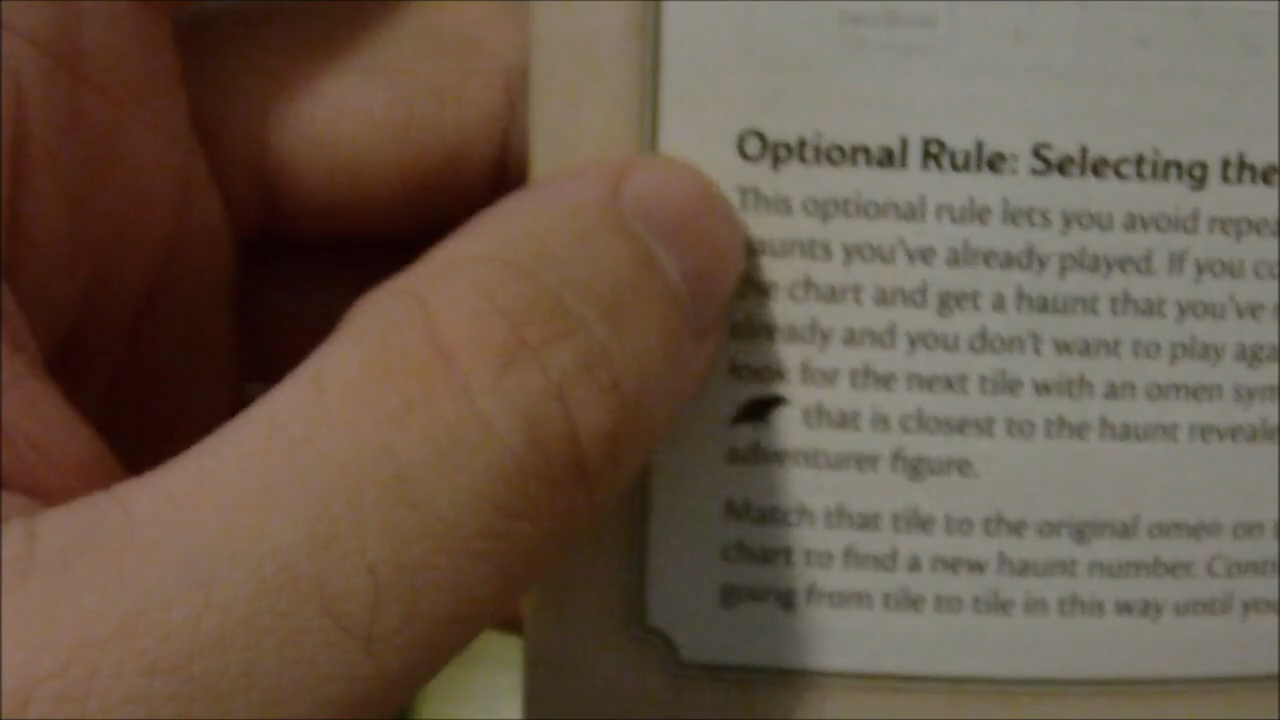 Optional Rule: Selecting the
This optional rule lets you avoid
you've already played. If you
chart and get a haunt that you've
already and you don't want to play
look for the next tile with an omen
that is closest to the haunt
adventurer figure.
Match that tile to the original omen on
chart to find a new haunt number.
going from tile to tile in this way until